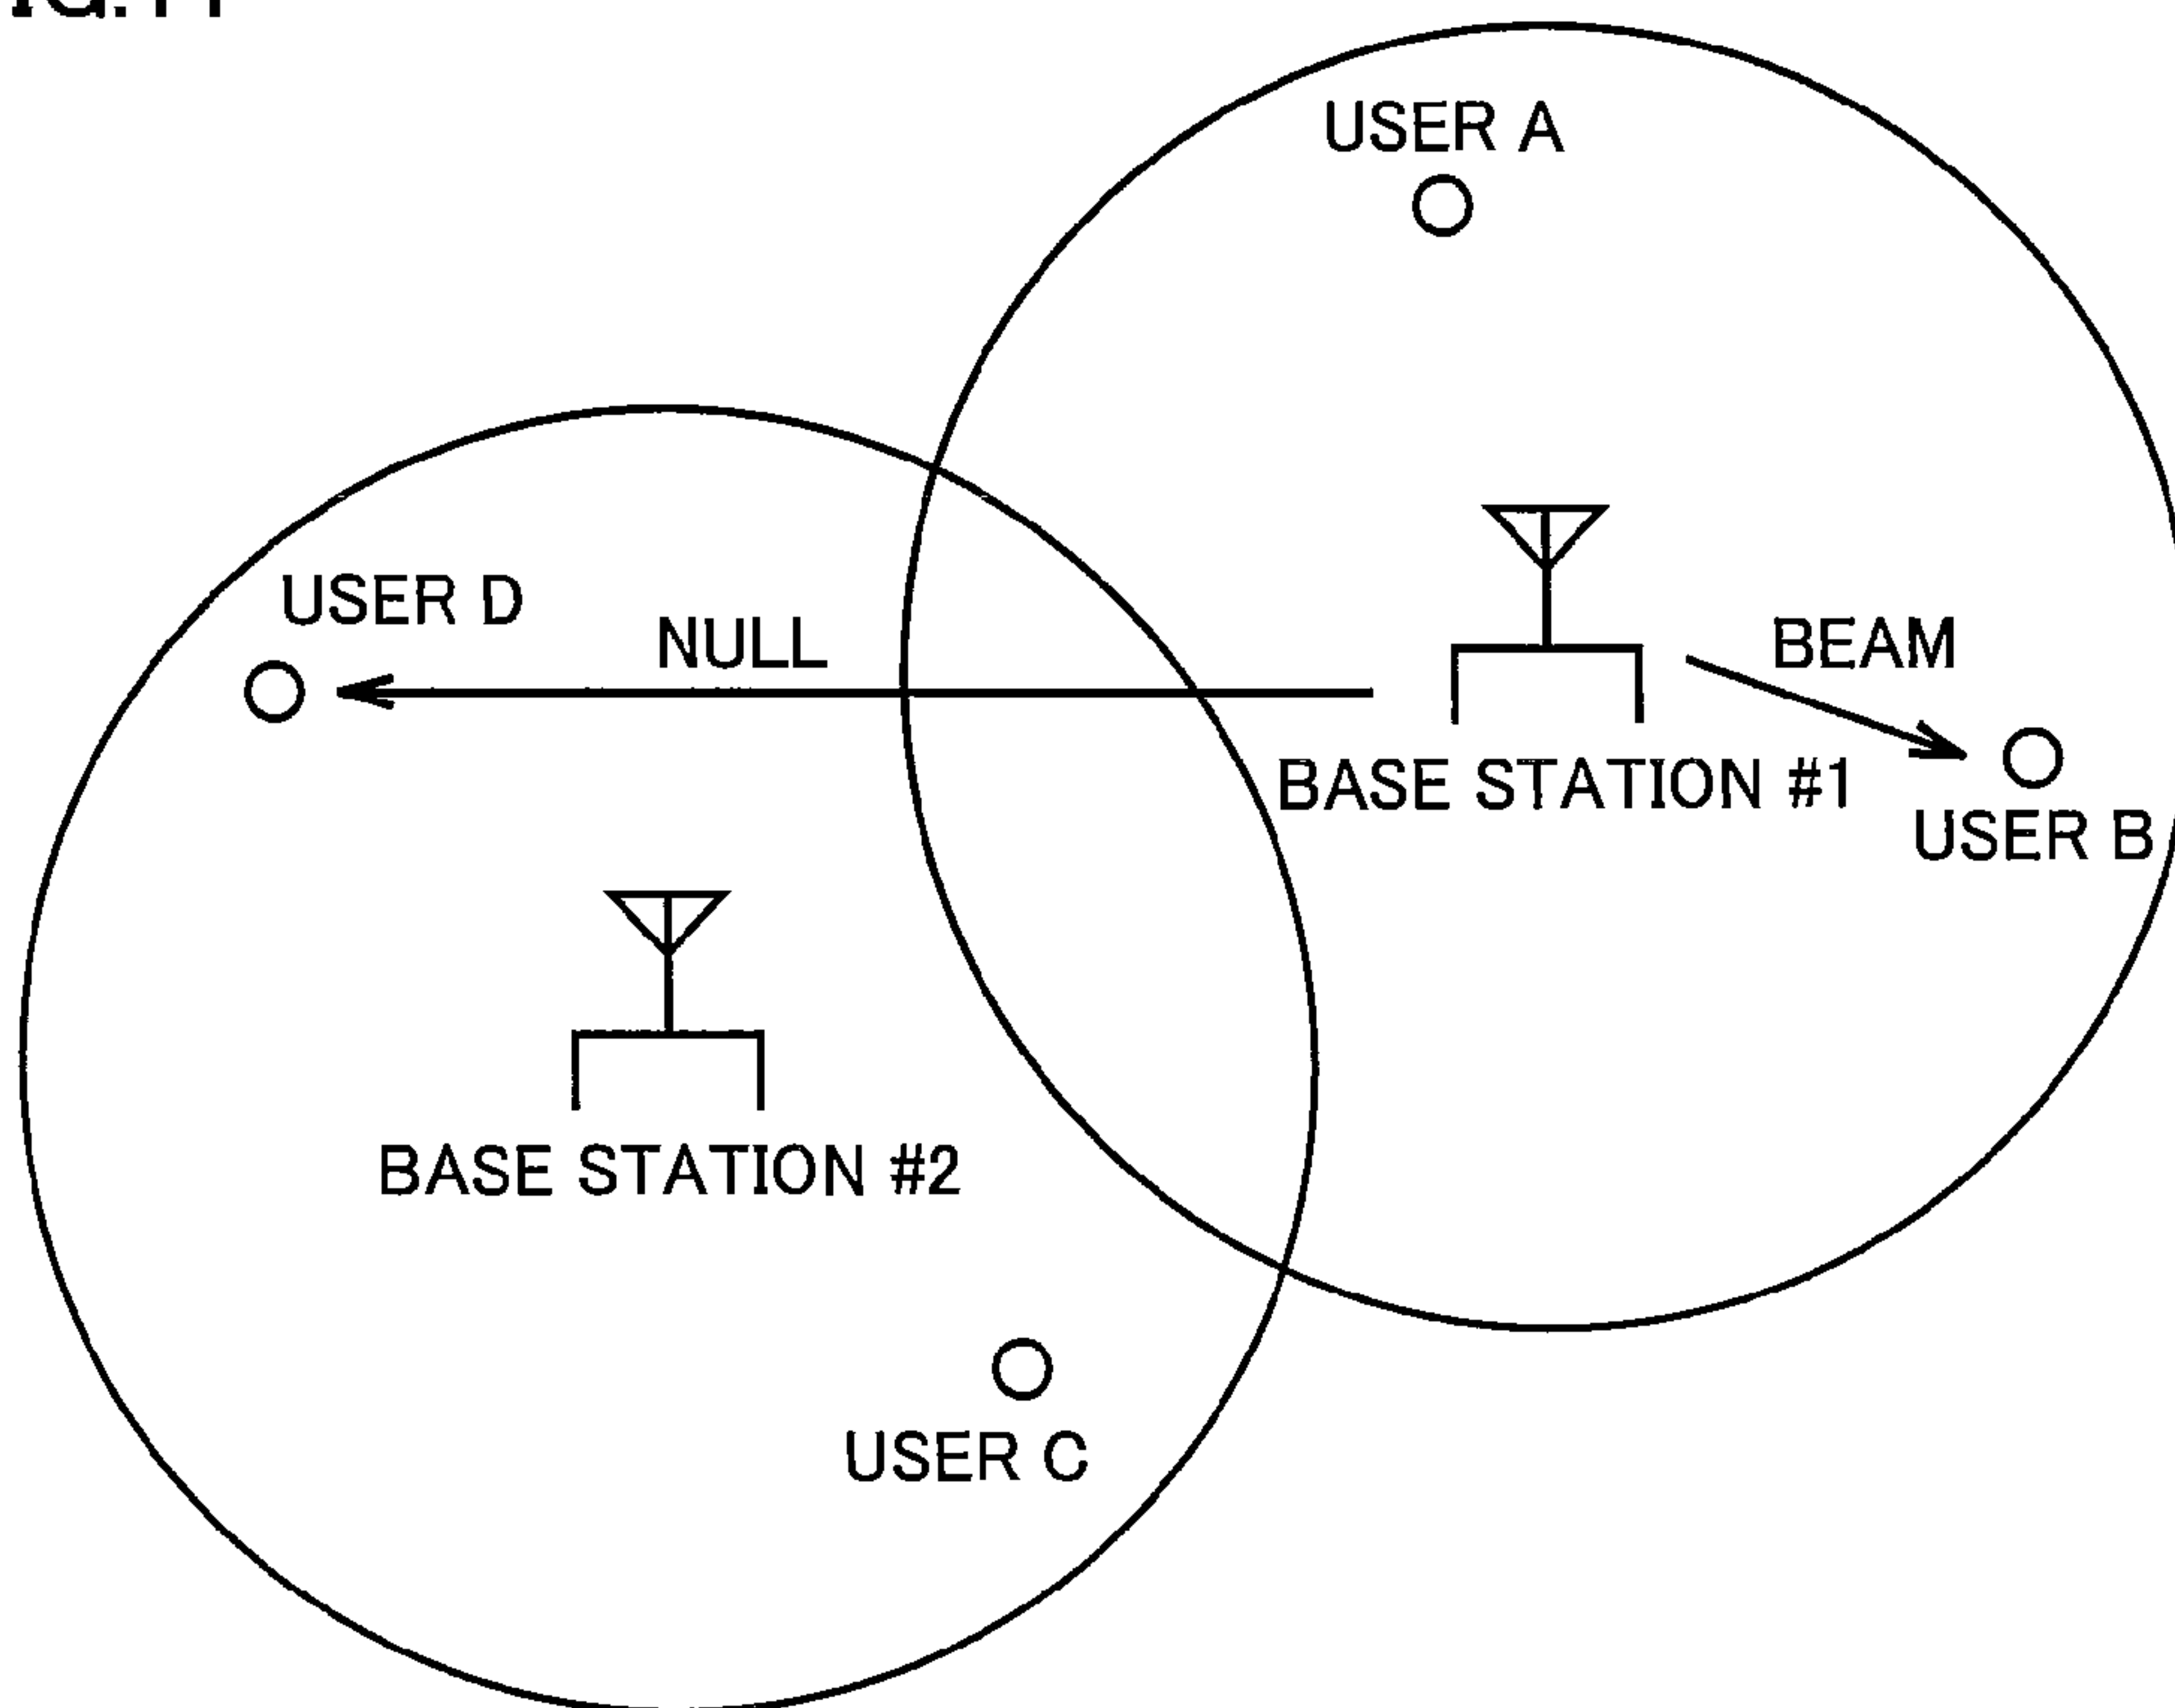 USER A
USER D
NULL
BEAM
BASE STATION #1
USER B
BASE STATION #2
USER C